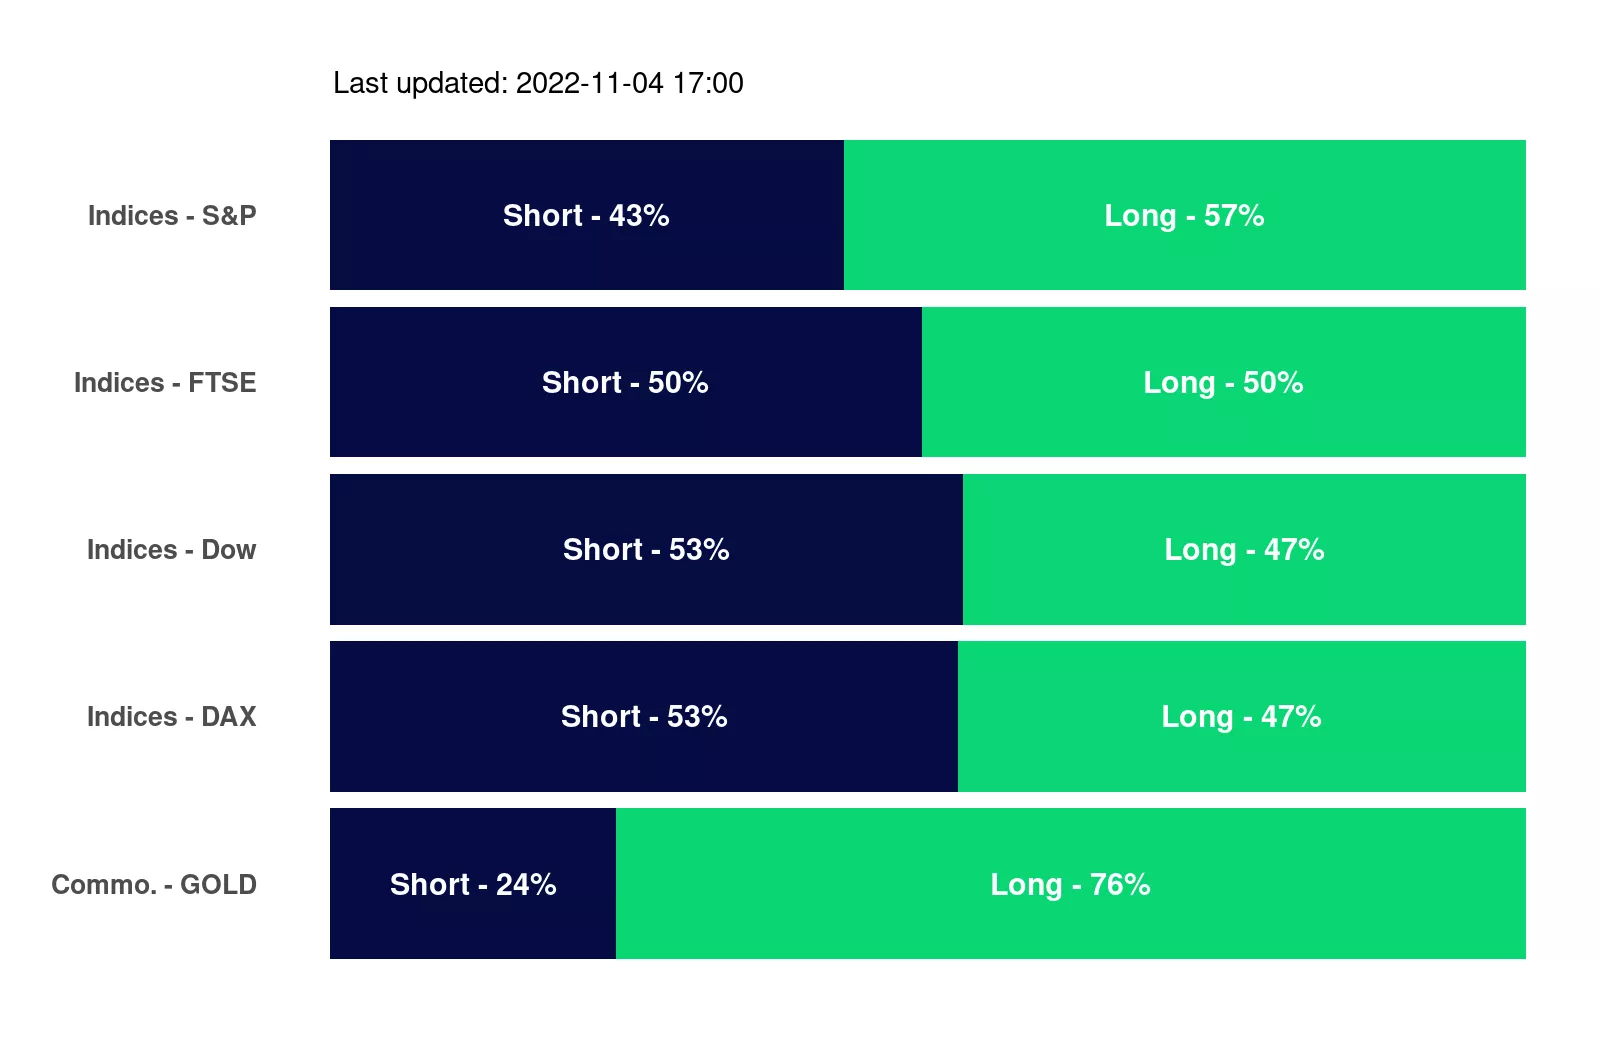 Last updated: 2022-11-04 17:00
Indices - S&P Short - 43% Long - 57%
Indices - FTSE Short - 50% Long - 50%
Indices - Dow Short - 53% Long - 47%
Indices - DAX Short - 53% Long - 47%
Commo. - GOLD Short - 24% Long - 76%